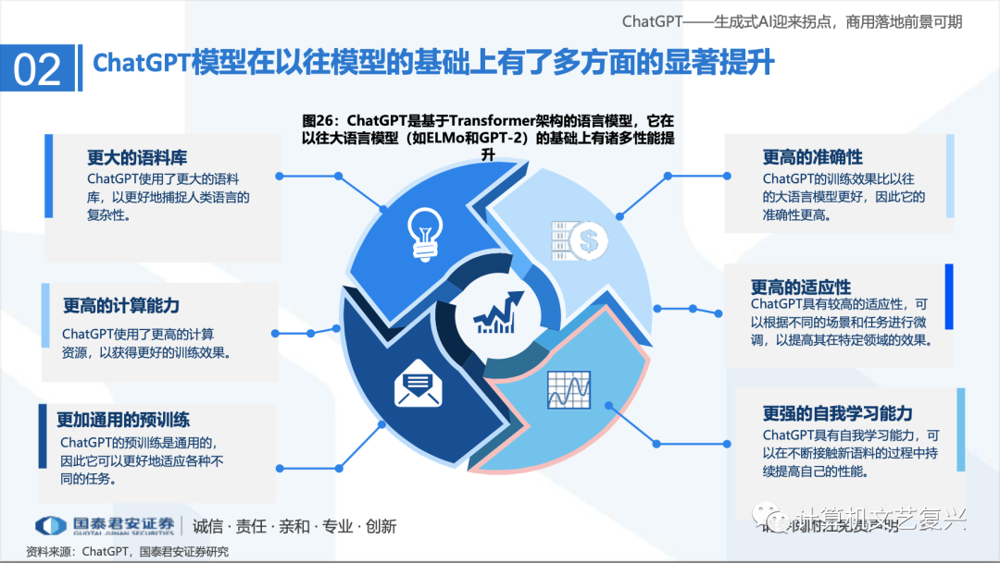 ChatGPT——生成式AI迎来拐点，商用落地前景可期
02
ChatGPT模型在以往模型的基础上有了多方面的显著提升
图26：ChatGPT是基于Transformer架构的语言模型，它在
以往大语言模型（如ELMo和GPT-2）的基础上有诸多性能提
升
更大的语料库
ChatGPT使用了更大的语料
库，以更好地捕捉人类语言的
复杂性。
更高的计算能力
ChatGPT使用了更高的计算
资源，以获得更好的训练效果。
更加通用的预训练
ChatGPT的预训练是通用的，
因此它可以更好地适应各种不
同的任务。
更高的准确性
ChatGPT的训练效果比以往
的大语言模型更好，因此它的
准确性更高。
更高的适应性
ChatGPT具有较高的适应性，可
以根据不同的场景和任务进行微
调，以提高其在特定领域的效果。
更强的自我学习能力
ChatGPT具有自我学习能力，可
以在不断接触新语料的过程中持
续提高自己的性能。
国泰君安证券
GUOTAI JUNAN SECURITIES
诚信 · 责任 · 亲和 · 专业 · 创新
计算机文艺复兴
资料来源：ChatGPT，国泰君安证券研究